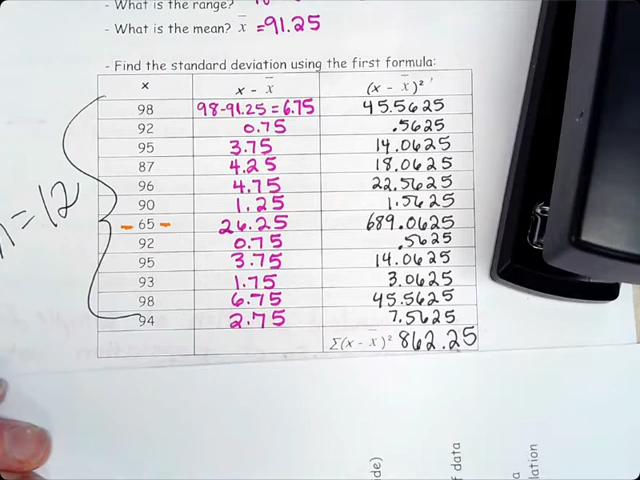 - What is the range?
- What is the mean? x̄ =91.25
- Find the standard deviation using the first formula:
x x - x̄ (x - x̄)²
98 98-91.25=6.75 45.5625
92 0.75 .5625
95 3.75 14.0625
87 4.25 18.0625
96 4.75 22.5625
90 1.25 1.5625
- 65 - 26.25 689.0625
92 0.75 .5625
95 3.75 14.0625
93 1.75 3.0625
98 6.75 45.5625
94 2.75 7.5625
Σ(x - x̄)² 862.25
n=12
f data
lation